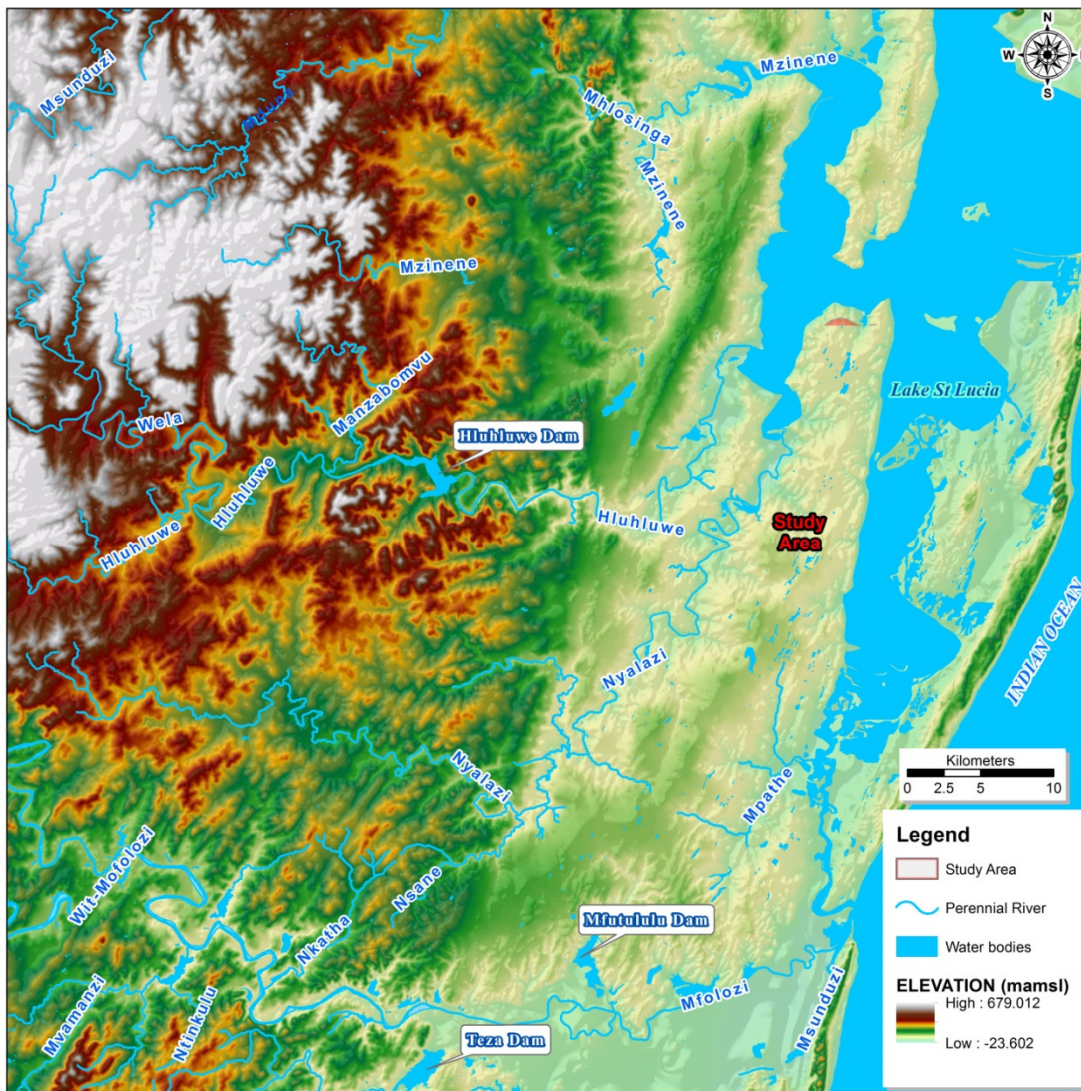 N
W
S
Msunduzi
Mzinene
Mhlosinga
Mzinene
Mzinene
Manzabomvu
Lake St Lucia
Wela
Hluhluwe Dam
Hluhluwe
Hluhluwe
Hluhluwe
Study
Area
INDIAN OCEAN
Nyalazi
Nyalazi
Mpathe
Kilometers
0 2.5 5 10
Wit-Mofolozi
Nsane
Nkatha
Mfutululu Dam
Mvamanzi
Ntinkulu
Mfolozi
Msunduzi
Teza Dam
Legend
Study Area
Perennial River
Water bodies
ELEVATION (mamsl)
High : 679.012
Low : -23.602